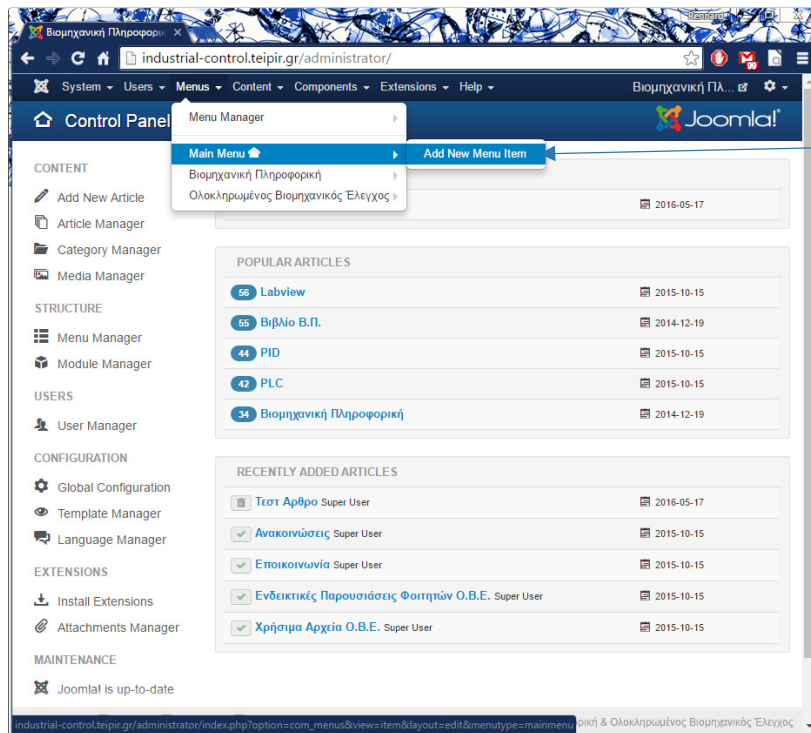 Βιομηχανική Πληροφορι
Rennard
industrial-control.teipir.gr/administrator/
99
System Users Menus Content Components Extensions Help Βιομηχανική Πλ...
Control Panel
Joomla!
Menu Manager
Main Menu
Add New Menu Item
Βιομηχανική Πληροφορική
Ολοκληρωμένος Βιομηχανικός Έλεγχος
CONTENT
Add New Article
Article Manager
Category Manager
Media Manager
STRUCTURE
Menu Manager
Module Manager
USERS
User Manager
CONFIGURATION
Global Configuration
Template Manager
Language Manager
EXTENSIONS
Install Extensions
Attachments Manager
MAINTENANCE
Joomla! is up-to-date
2016-05-17
POPULAR ARTICLES
56 Labview 2015-10-15
55 Βιβλίο Β.Π. 2014-12-19
44 PID 2015-10-15
42 PLC 2015-10-15
34 Βιομηχανική Πληροφορική 2014-12-19
RECENTLY ADDED ARTICLES
Τεστ Αρθρο Super User 2016-05-17
Ανακοινώσεις Super User 2015-10-15
Εποικοινωνία Super User 2015-10-15
Ενδεικτικές Παρουσιάσεις Φοιτητών Ο.Β.Ε. Super User 2015-10-15
Χρήσιμα Αρχεία Ο.Β.Ε. Super User 2015-10-15
industrial-control.teipir.gr/administrator/index.php?option=com_menus&view=item&layout=edit&menutype=mainmenu
ρική & Ολοκληρωμένος Βιομηχανικός Έλεγχος